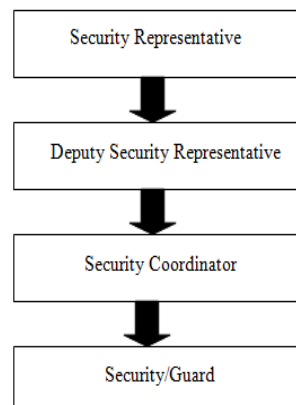 Security Representative
Deputy Security Representative
Security Coordinator
Security/Guard